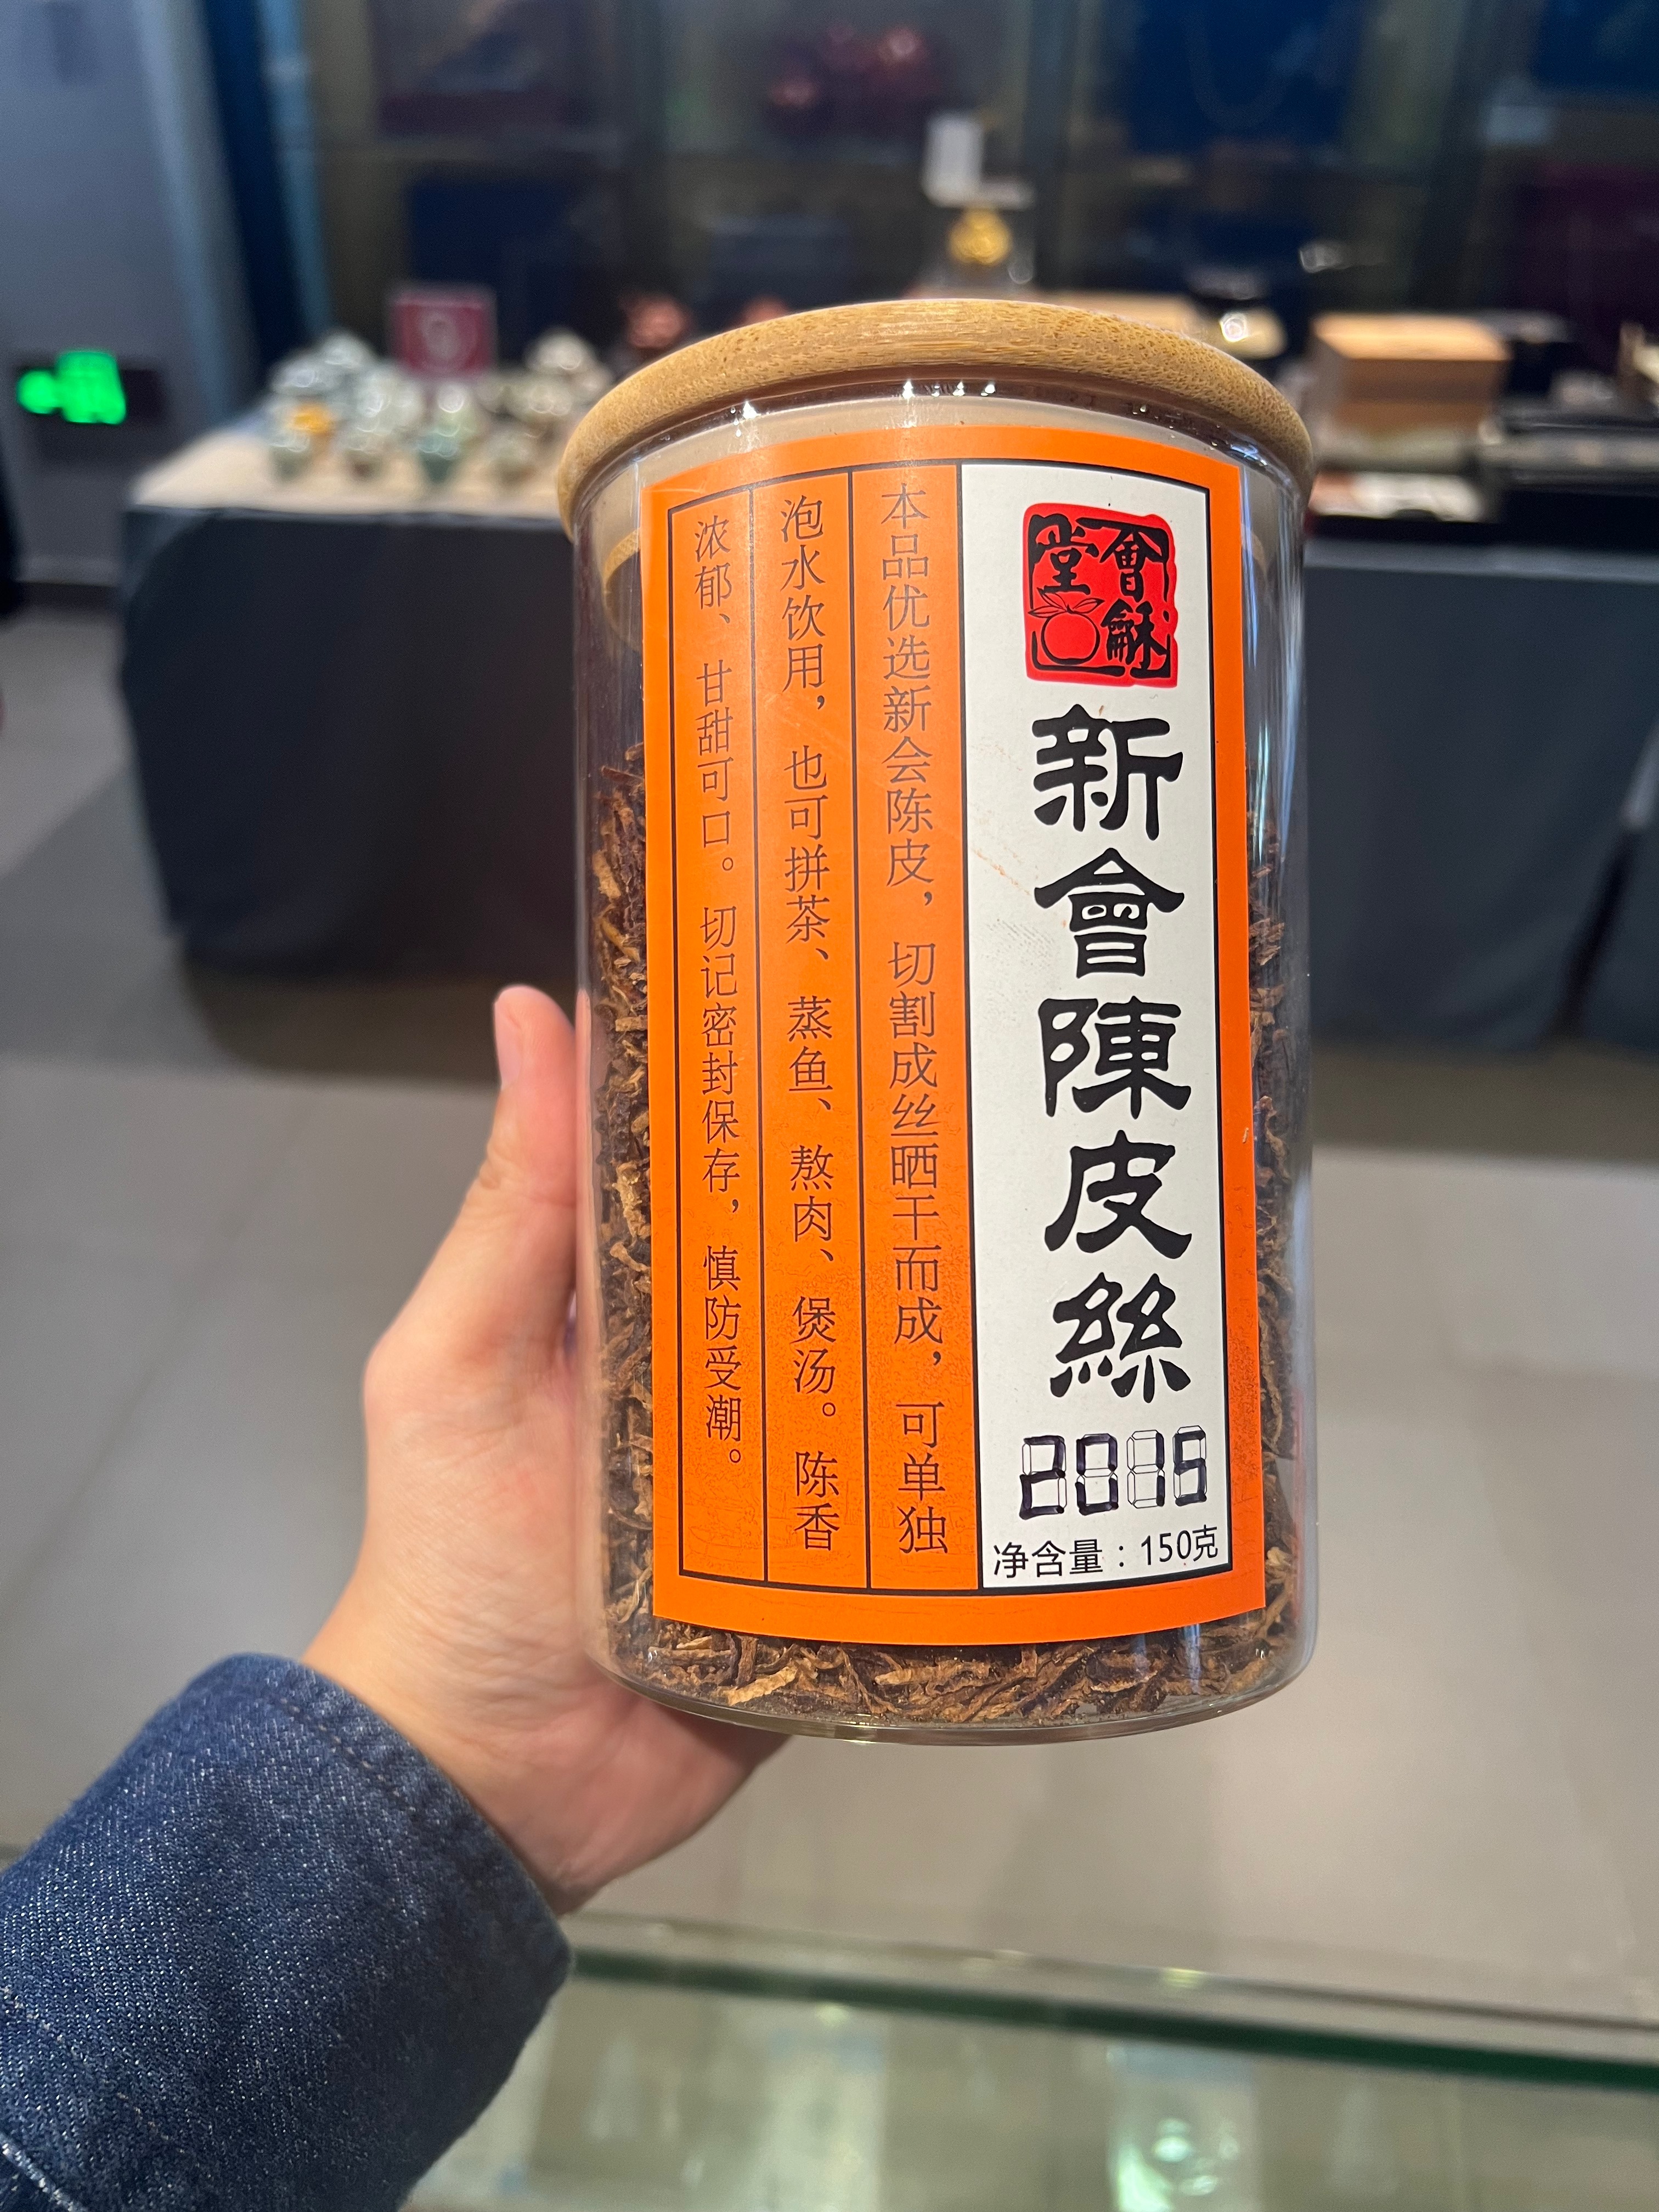 會龢堂
新會陳皮絲
2015
净含量：150克
本品优选新会陈皮，切割成丝晒干而成，可单独
泡水饮用，也可拼茶、蒸鱼、熬肉、煲汤。陈香
浓郁、甘甜可口。切记密封保存，慎防受潮。